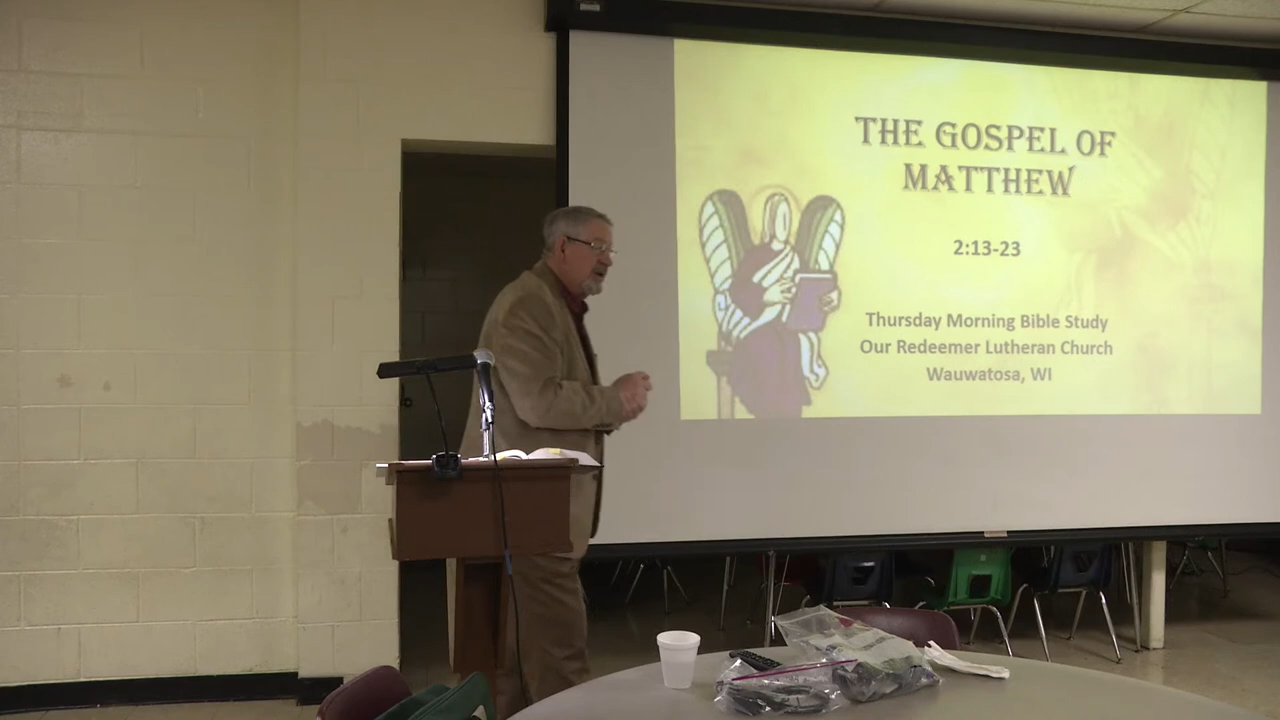 THE GOSPEL OF
MATTHEW
2:13-23
Thursday Morning Bible Study
Our Redeemer Lutheran Church
Wauwatosa, WI